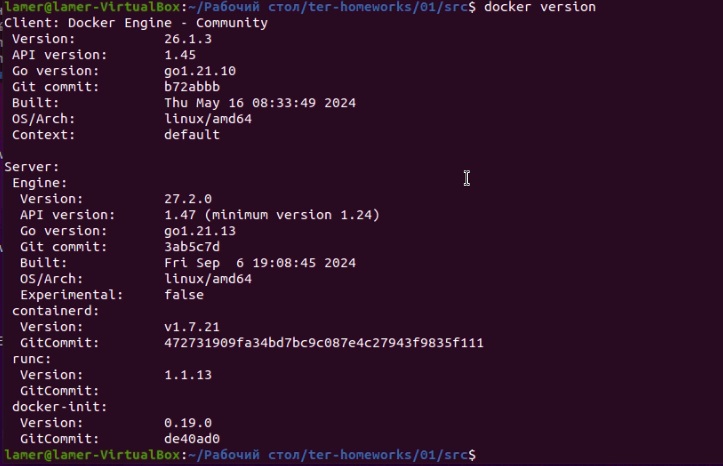 lamer@lamer-VirtualBox:~/Рабочий стол/ter-homeworks/01/src$ docker version
Client: Docker Engine - Community
 Version:           26.1.3
 API version:       1.45
 Go version:        go1.21.10
 Git commit:        b72abbb
 Built:             Thu May 16 08:33:49 2024
 OS/Arch:           linux/amd64
 Context:           default

Server:
 Engine:
  Version:          27.2.0
  API version:      1.47 (minimum version 1.24)
  Go version:       go1.21.13
  Git commit:       3ab5c7d
  Built:            Fri Sep  6 19:08:45 2024
  OS/Arch:          linux/amd64
  Experimental:     false
 containerd:
  Version:          v1.7.21
  GitCommit:        472731909fa34bd7bc9c087e4c27943f9835f111
 runc:
  Version:          1.1.13
  GitCommit:
 docker-init:
  Version:          0.19.0
  GitCommit:        de40ad0
lamer@lamer-VirtualBox:~/Рабочий стол/ter-homeworks/01/src$